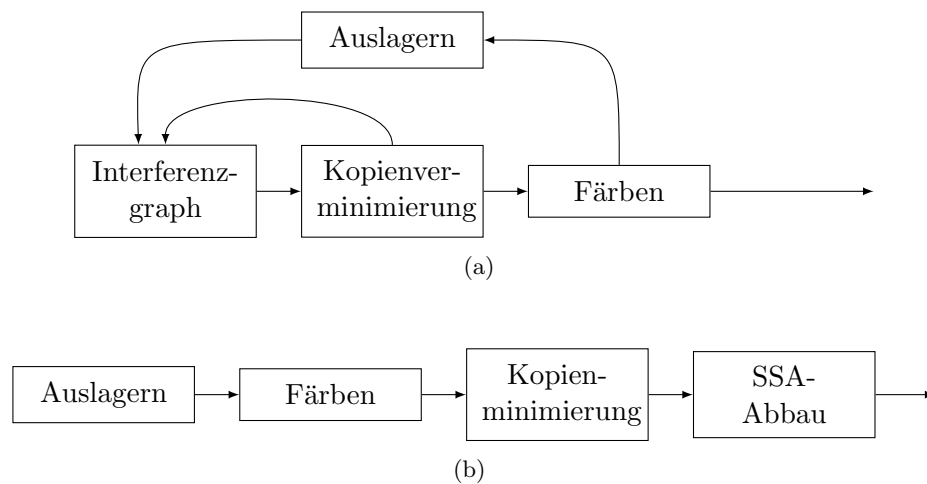 Auslagern
Interferenz-
graph
Kopienver-
minimierung
Färben
(a)
Auslagern
Färben
Kopien-
minimierung
SSA-
Abbau
(b)